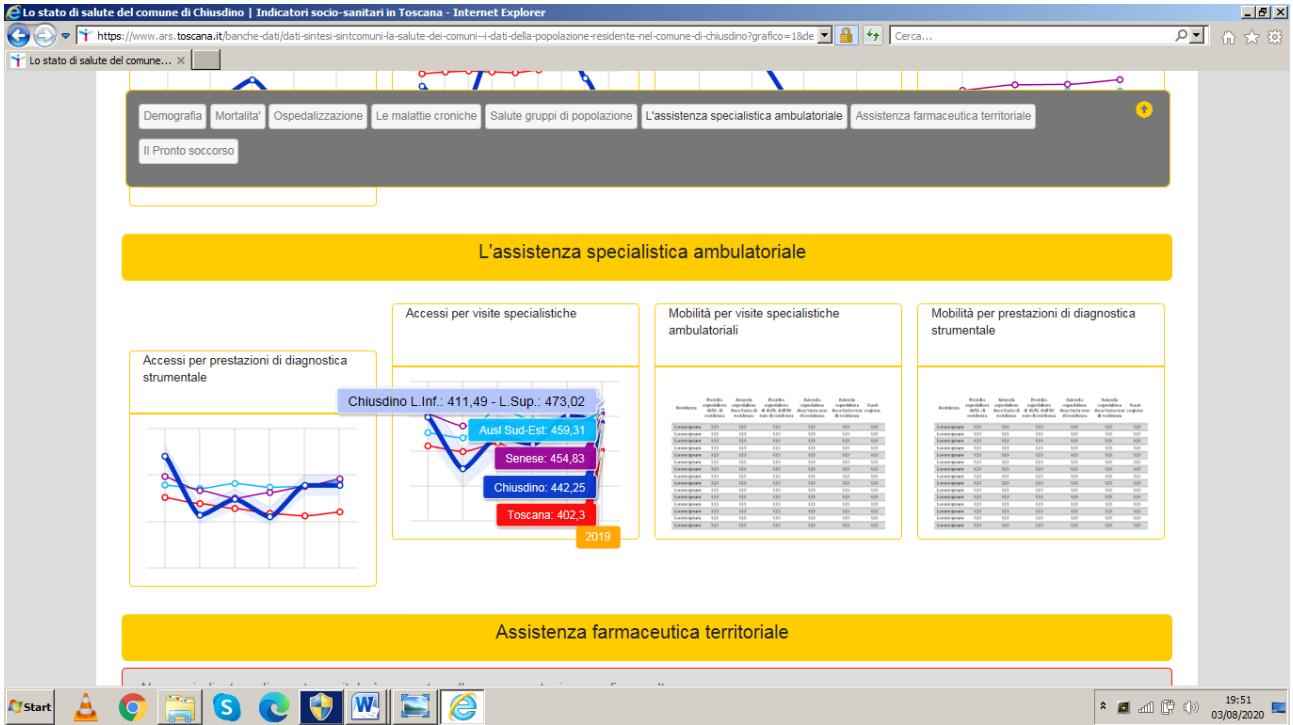 Lo stato di salute del comune di Chiusdino | Indicatori socio-sanitari in Toscana - Internet Explorer
https://www.ars.toscana.it/banche-dati/dati-sintesi-sintcomuni-la-salute-dei-comuni--i-dati-della-popolazione-residente-nel-comune-di-chiusdino?grafico=1&de
Cerca...
Lo stato di salute del comune...
Demografia
Mortalita'
Ospedalizzazione
Le malattie croniche
Salute gruppi di popolazione
L'assistenza specialistica ambulatoriale
Assistenza farmaceutica territoriale
Il Pronto soccorso
L'assistenza specialistica ambulatoriale
Accessi per prestazioni di diagnostica
strumentale
Accessi per visite specialistiche
Chiusdino L.Inf.: 411,49 - L.Sup.: 473,02
Ausl Sud-Est: 459,31
Senese: 454,83
Chiusdino: 442,25
Toscana: 402,3
2019
Mobilità per visite specialistiche
ambulatoriali
Mobilità per prestazioni di diagnostica
strumentale
Assistenza farmaceutica territoriale
Start
19:51
03/08/2020